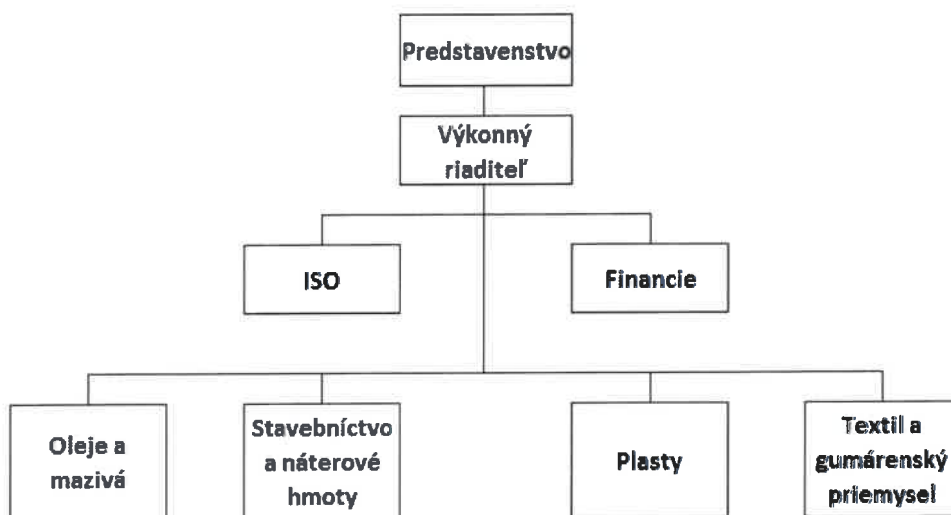 Predstavenstvo
Výkonný
riaditeľ
ISO
Financie
Oleje a
mazivá
Stavebníctvo
a náterové
hmoty
Plasty
Textil a
gumárenský
priemysel